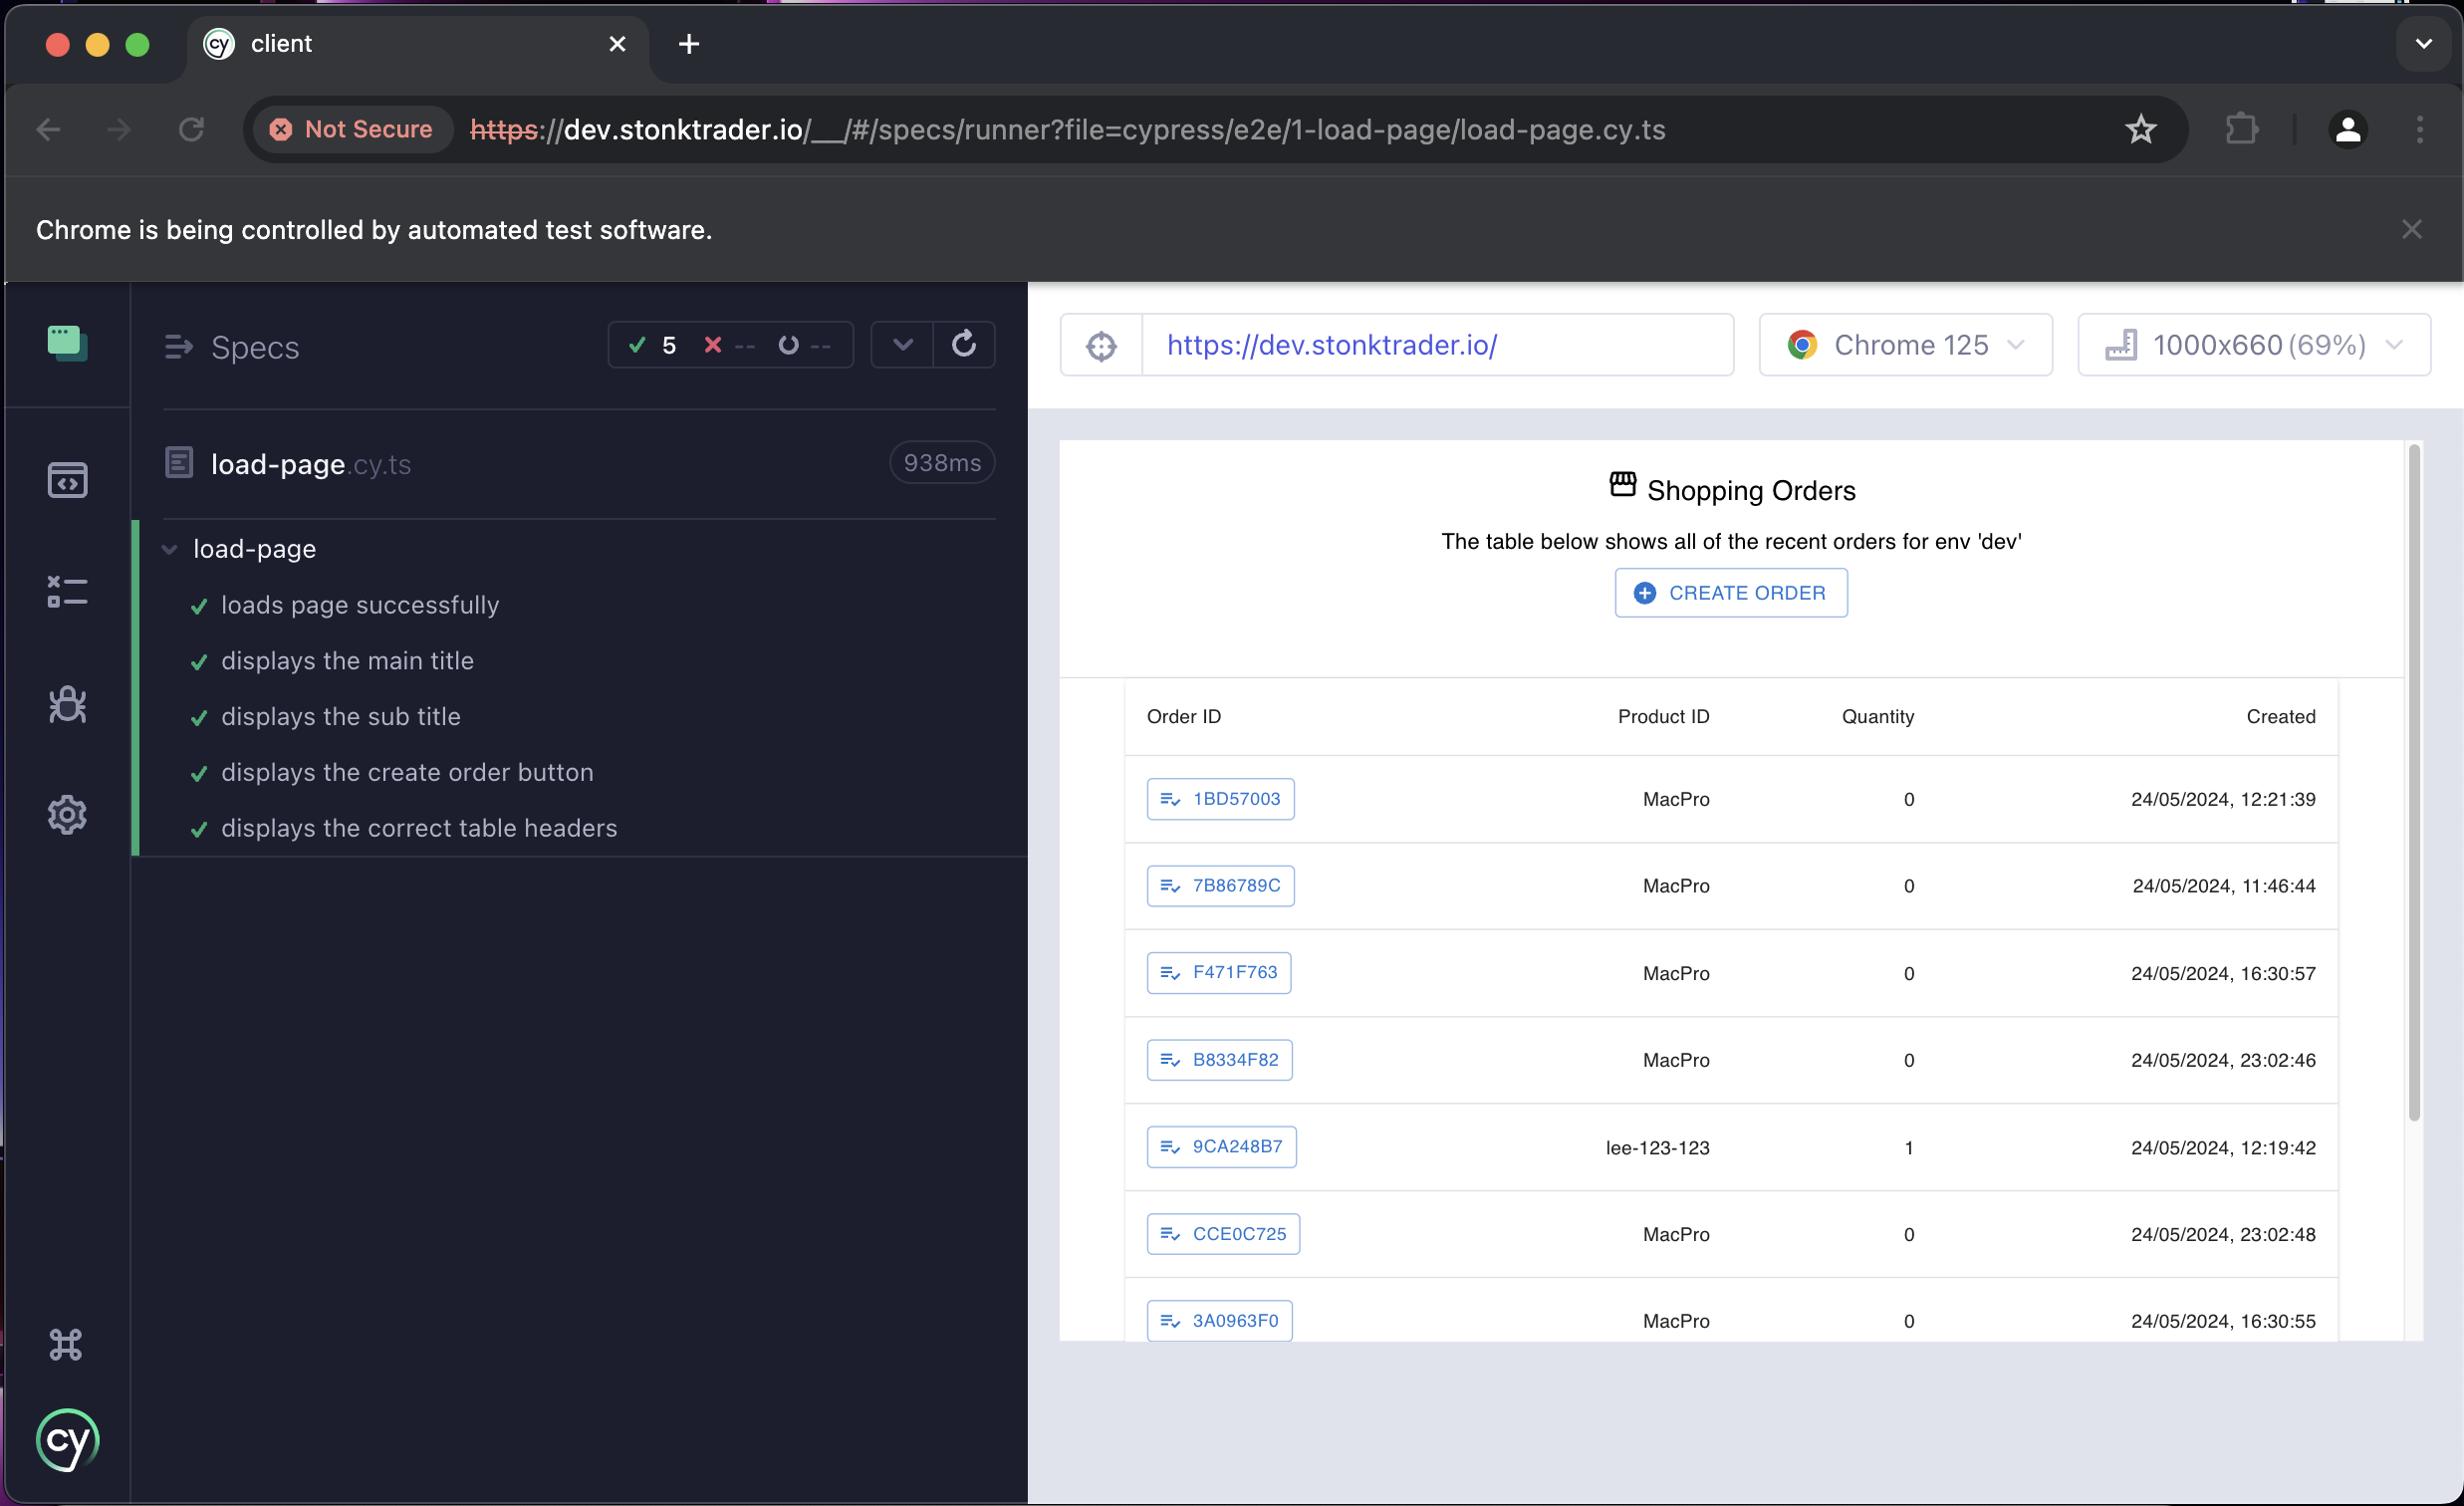 cy client
Not Secure https://dev.stonktrader.io/__/#/specs/runner?file=cypress/e2e/1-load-page/load-page.cy.ts
Chrome is being controlled by automated test software.
Specs 5 -- --
load-page.cy.ts 938ms
load-page
loads page successfully
displays the main title
displays the sub title
displays the create order button
displays the correct table headers
cy
https://dev.stonktrader.io/ Chrome 125 1000x660 (69%)
Shopping Orders
The table below shows all of the recent orders for env 'dev'
CREATE ORDER
Order ID Product ID Quantity Created
1BD57003 MacPro 0 24/05/2024, 12:21:39
7B86789C MacPro 0 24/05/2024, 11:46:44
F471F763 MacPro 0 24/05/2024, 16:30:57
B8334F82 MacPro 0 24/05/2024, 23:02:46
9CA248B7 lee-123-123 1 24/05/2024, 12:19:42
CCE0C725 MacPro 0 24/05/2024, 23:02:48
3A0963F0 MacPro 0 24/05/2024, 16:30:55